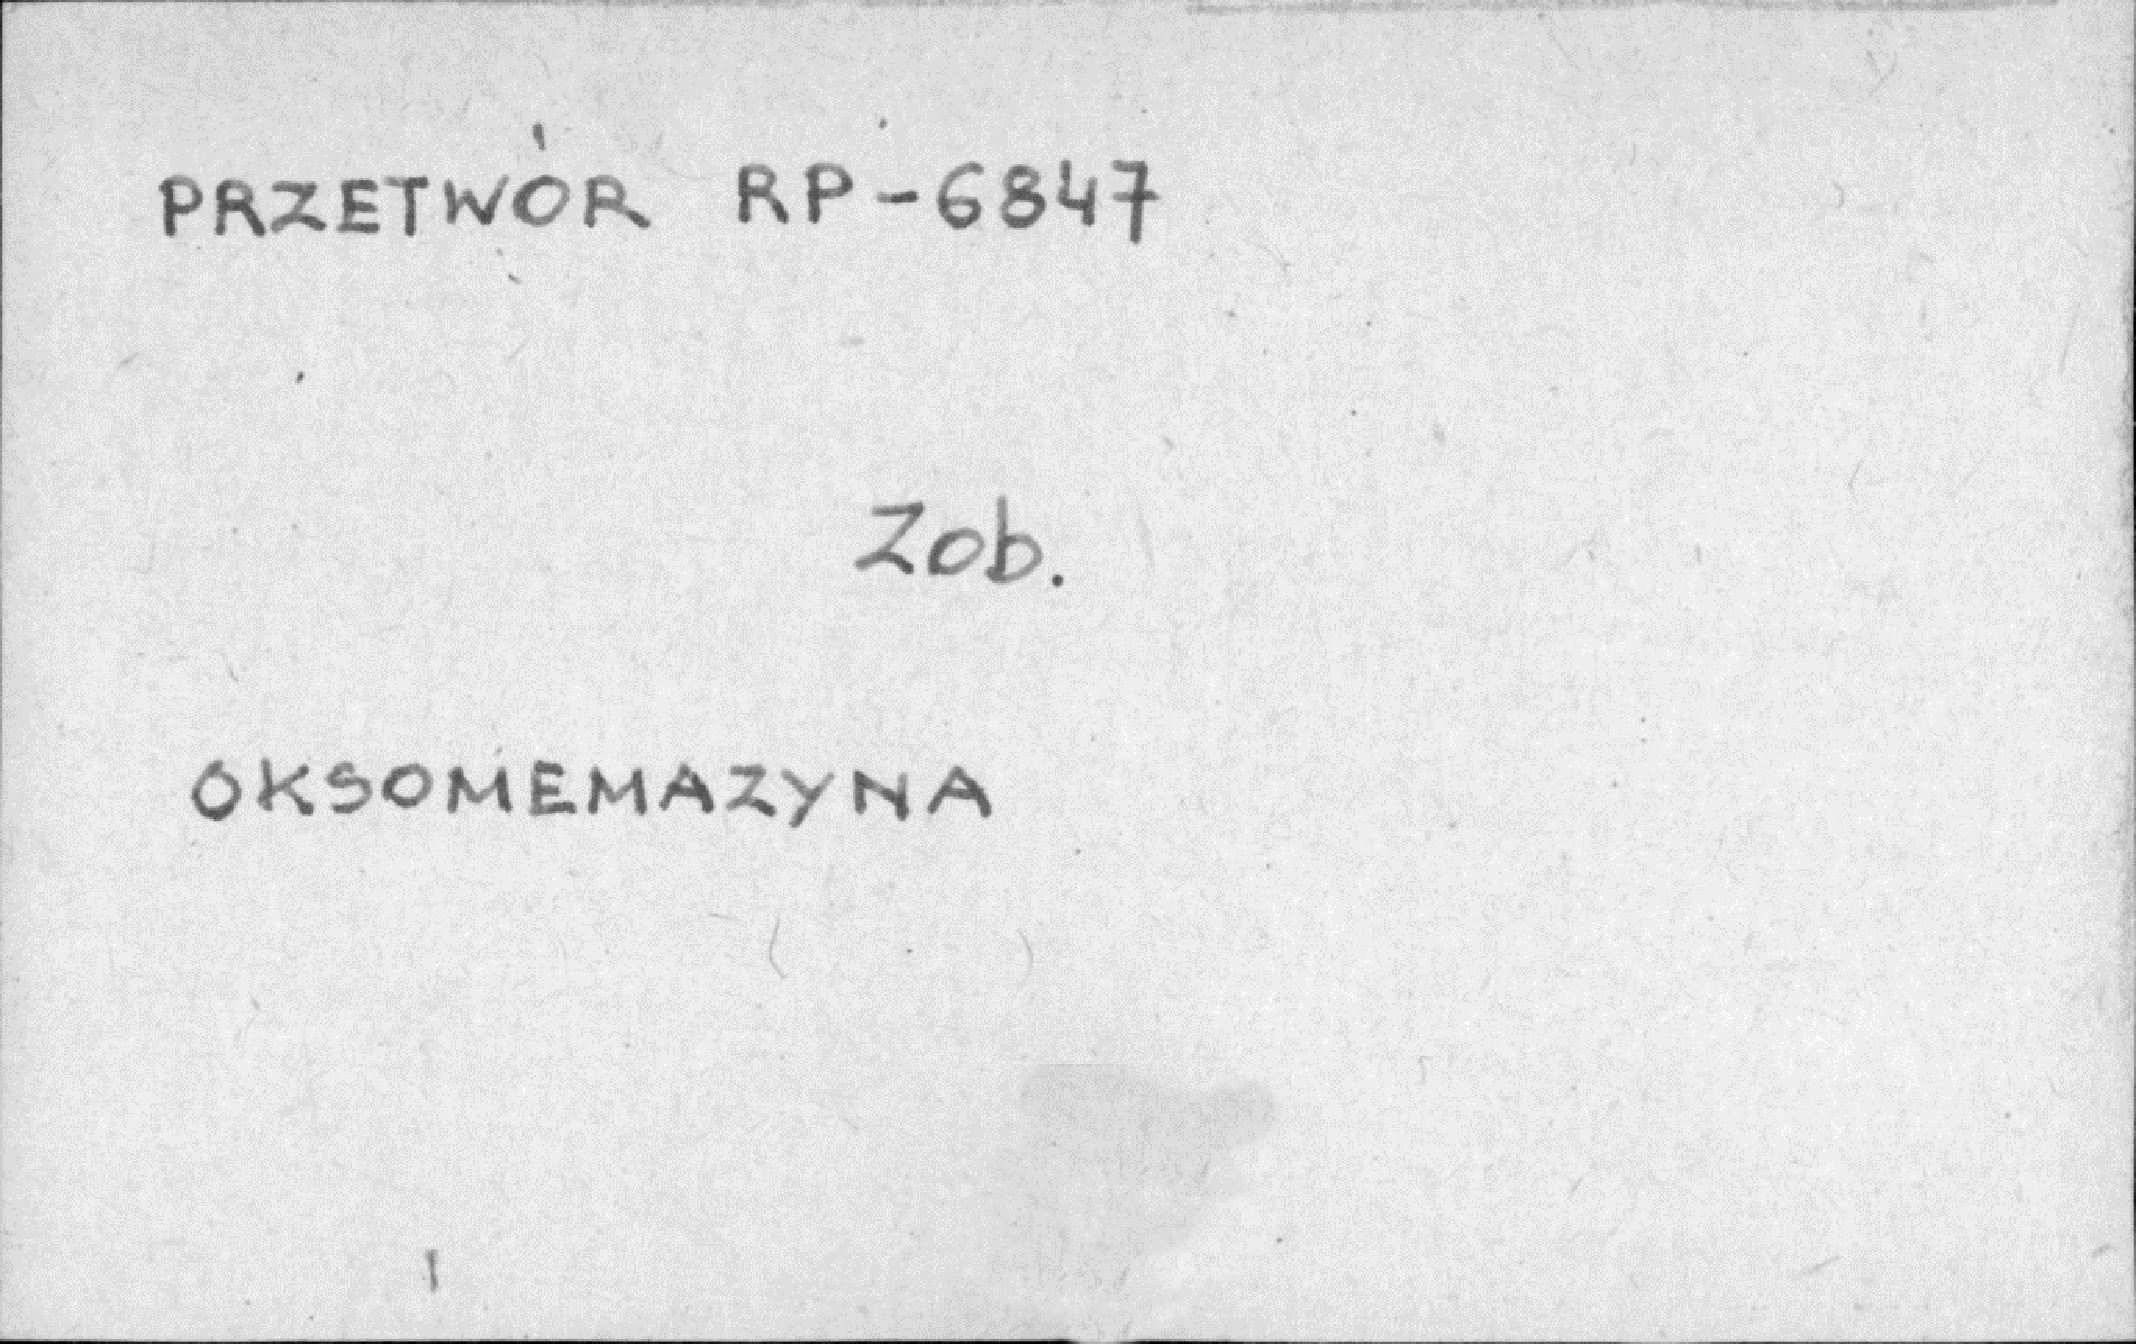 PRZETWÓR RP-6847
Zob.
OKSOMEMAZYNA